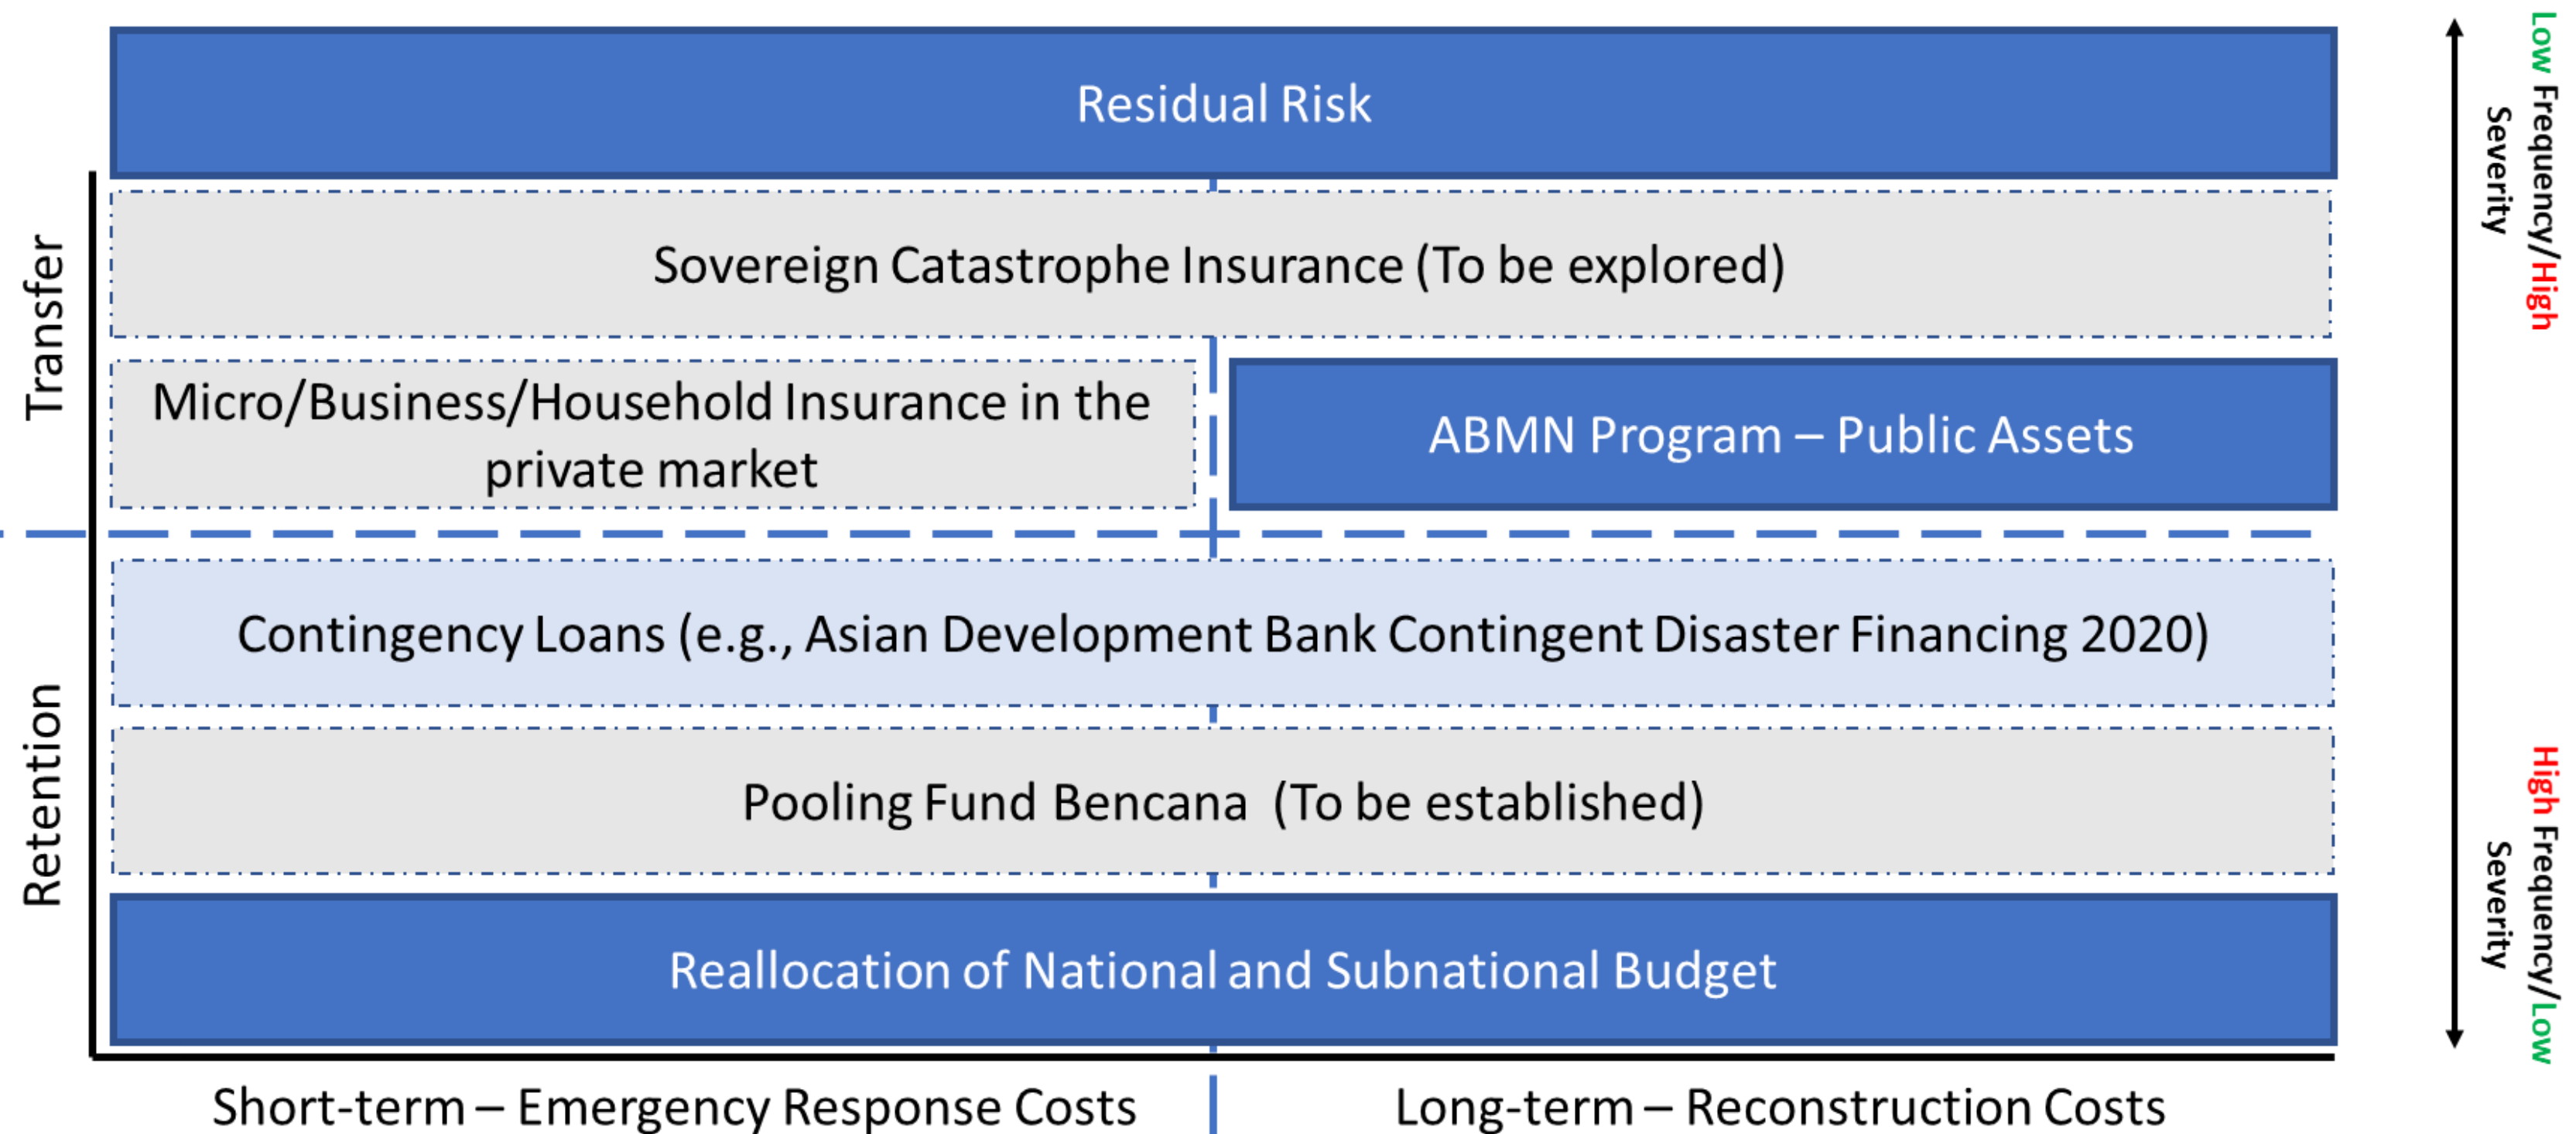 Residual Risk
Transfer
Sovereign Catastrophe Insurance (To be explored)
Micro/Business/Household Insurance in the
private market
ABMN Program – Public Assets
Retention
Contingency Loans (e.g., Asian Development Bank Contingent Disaster Financing 2020)
Pooling Fund Bencana (To be established)
Reallocation of National and Subnational Budget
Short-term – Emergency Response Costs
Long-term – Reconstruction Costs
Low Frequency/High
Severity
High Frequency/Low
Severity